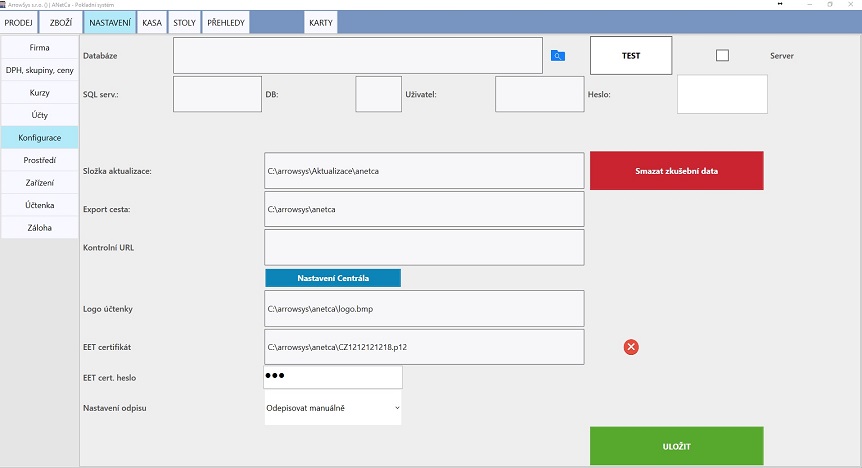 ArrowSys s.r.o. (J) ANetCa - Pokladní systém
PRODEJ ZBOŽÍ NASTAVENÍ KASA STOLY PŘEHLEDY KARTY
Firma
DPH, skupiny, ceny
Kurzy
Účty
Konfigurace
Prostředí
Zařízení
Účtenka
Záloha
Databáze TEST Server
SQL serv.: DB: Uživatel: Heslo:
Složka aktualizace: C:\arrowsys\Aktualizace\anetca Smazat zkušební data
Export cesta: C:\arrowsys\anetca
Kontrolní URL
Nastavení Centrála
Logo účtenky C:\arrowsys\anetca\logo.bmp
EET certifikát C:\arrowsys\anetca\CZ1212121218.p12
EET cert. heslo ●●●
Nastavení odpisu Odepisovat manuálně
ULOŽIT